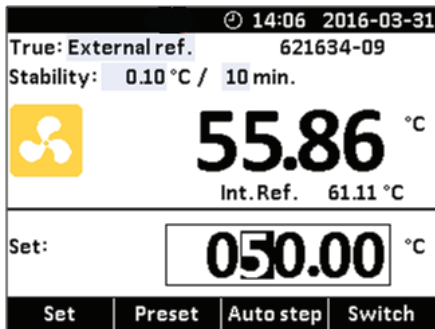 14:06 2016-03-31
True: External ref. 621634-09
Stability: 0.10 °C / 10 min.
55.86 °C
Int. Ref. 61.11 °C
Set: 050.00 °C
Set Preset Auto step Switch